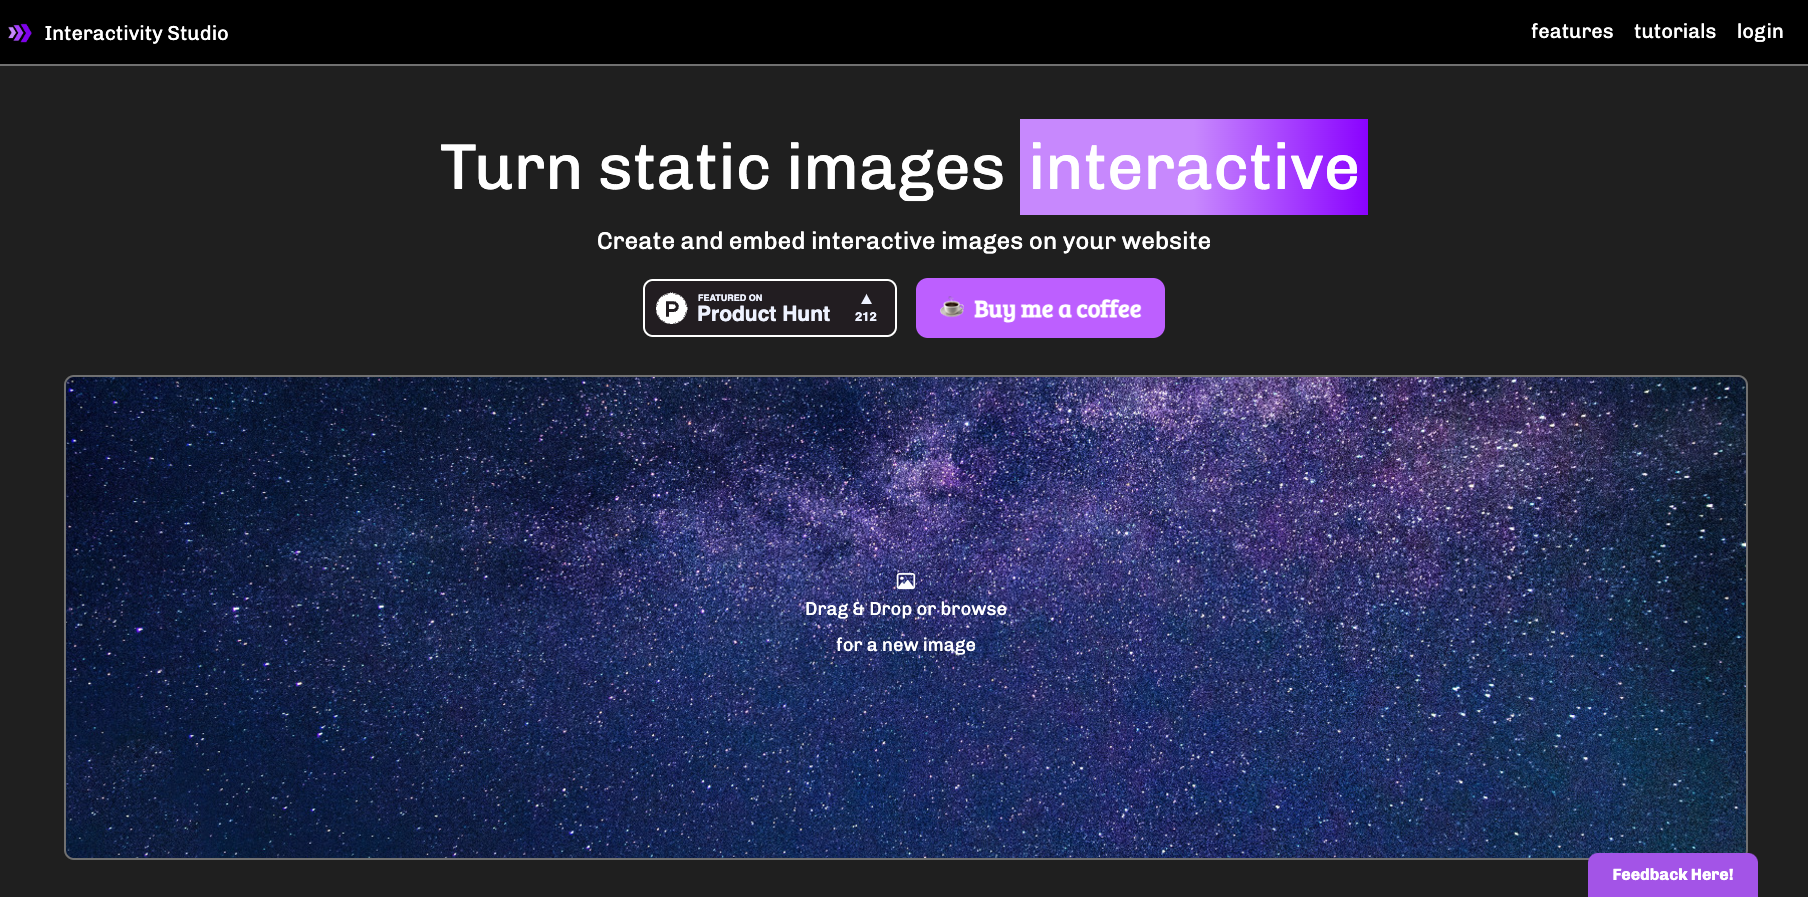 Interactivity Studio
features tutorials login
Turn static images interactive
Create and embed interactive images on your website
P
FEATURED ON
Product Hunt
▲
212
☕ Buy me a coffee
Drag & Drop or browse
for a new image
Feedback Here!